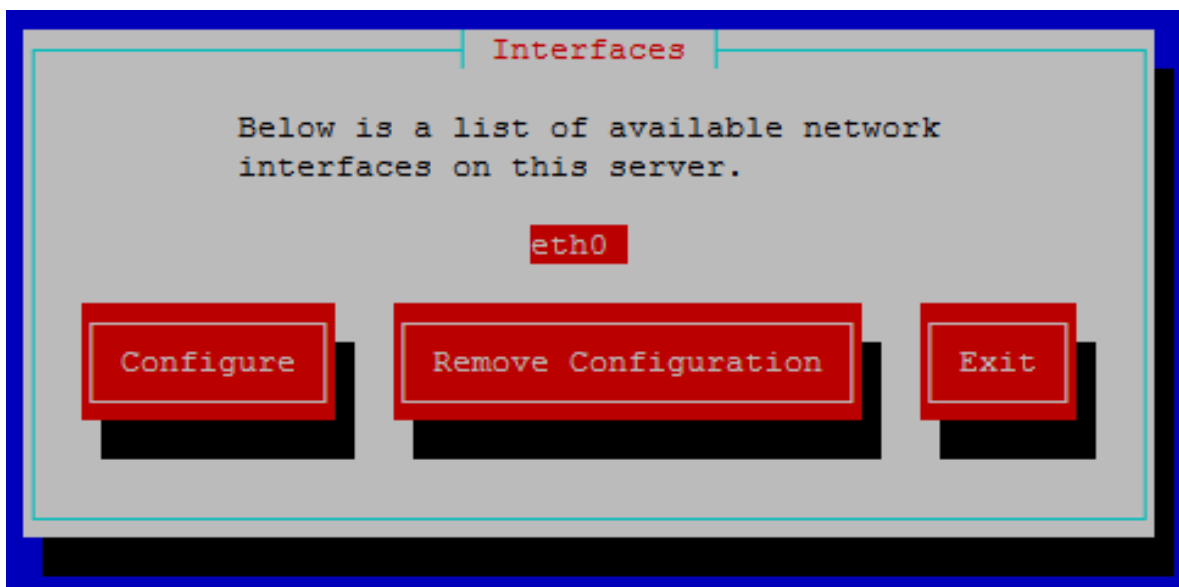 Interfaces
Below is a list of available network
interfaces on this server.
eth0
Configure Remove Configuration Exit